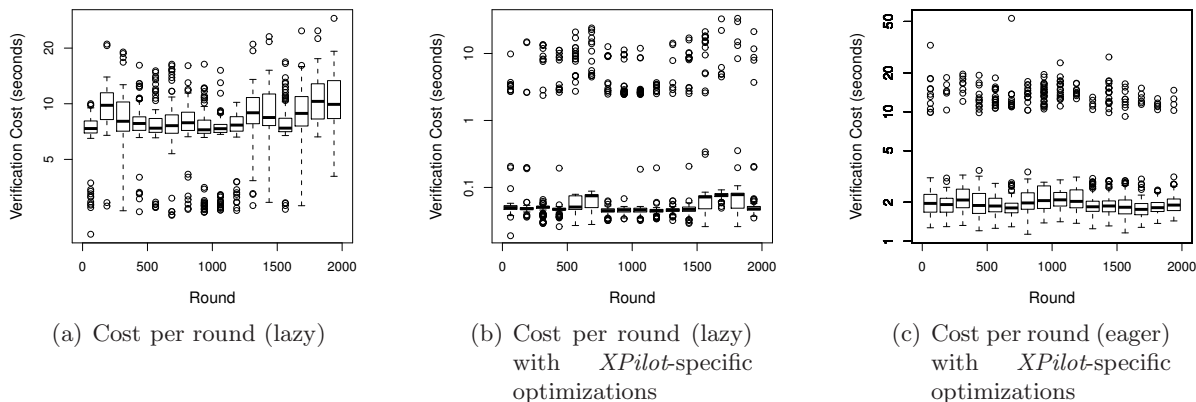 20
10
5
Verification Cost (seconds)
0 500 1000 1500 2000
Round
(a) Cost per round (lazy)
10
1
0.1
Verification Cost (seconds)
0 500 1000 1500 2000
Round
(b) Cost per round (lazy)
with XPilot-specific
optimizations
50
20
10
5
2
1
Verification Cost (seconds)
0 500 1000 1500 2000
Round
(c) Cost per round (eager)
with XPilot-specific
optimizations